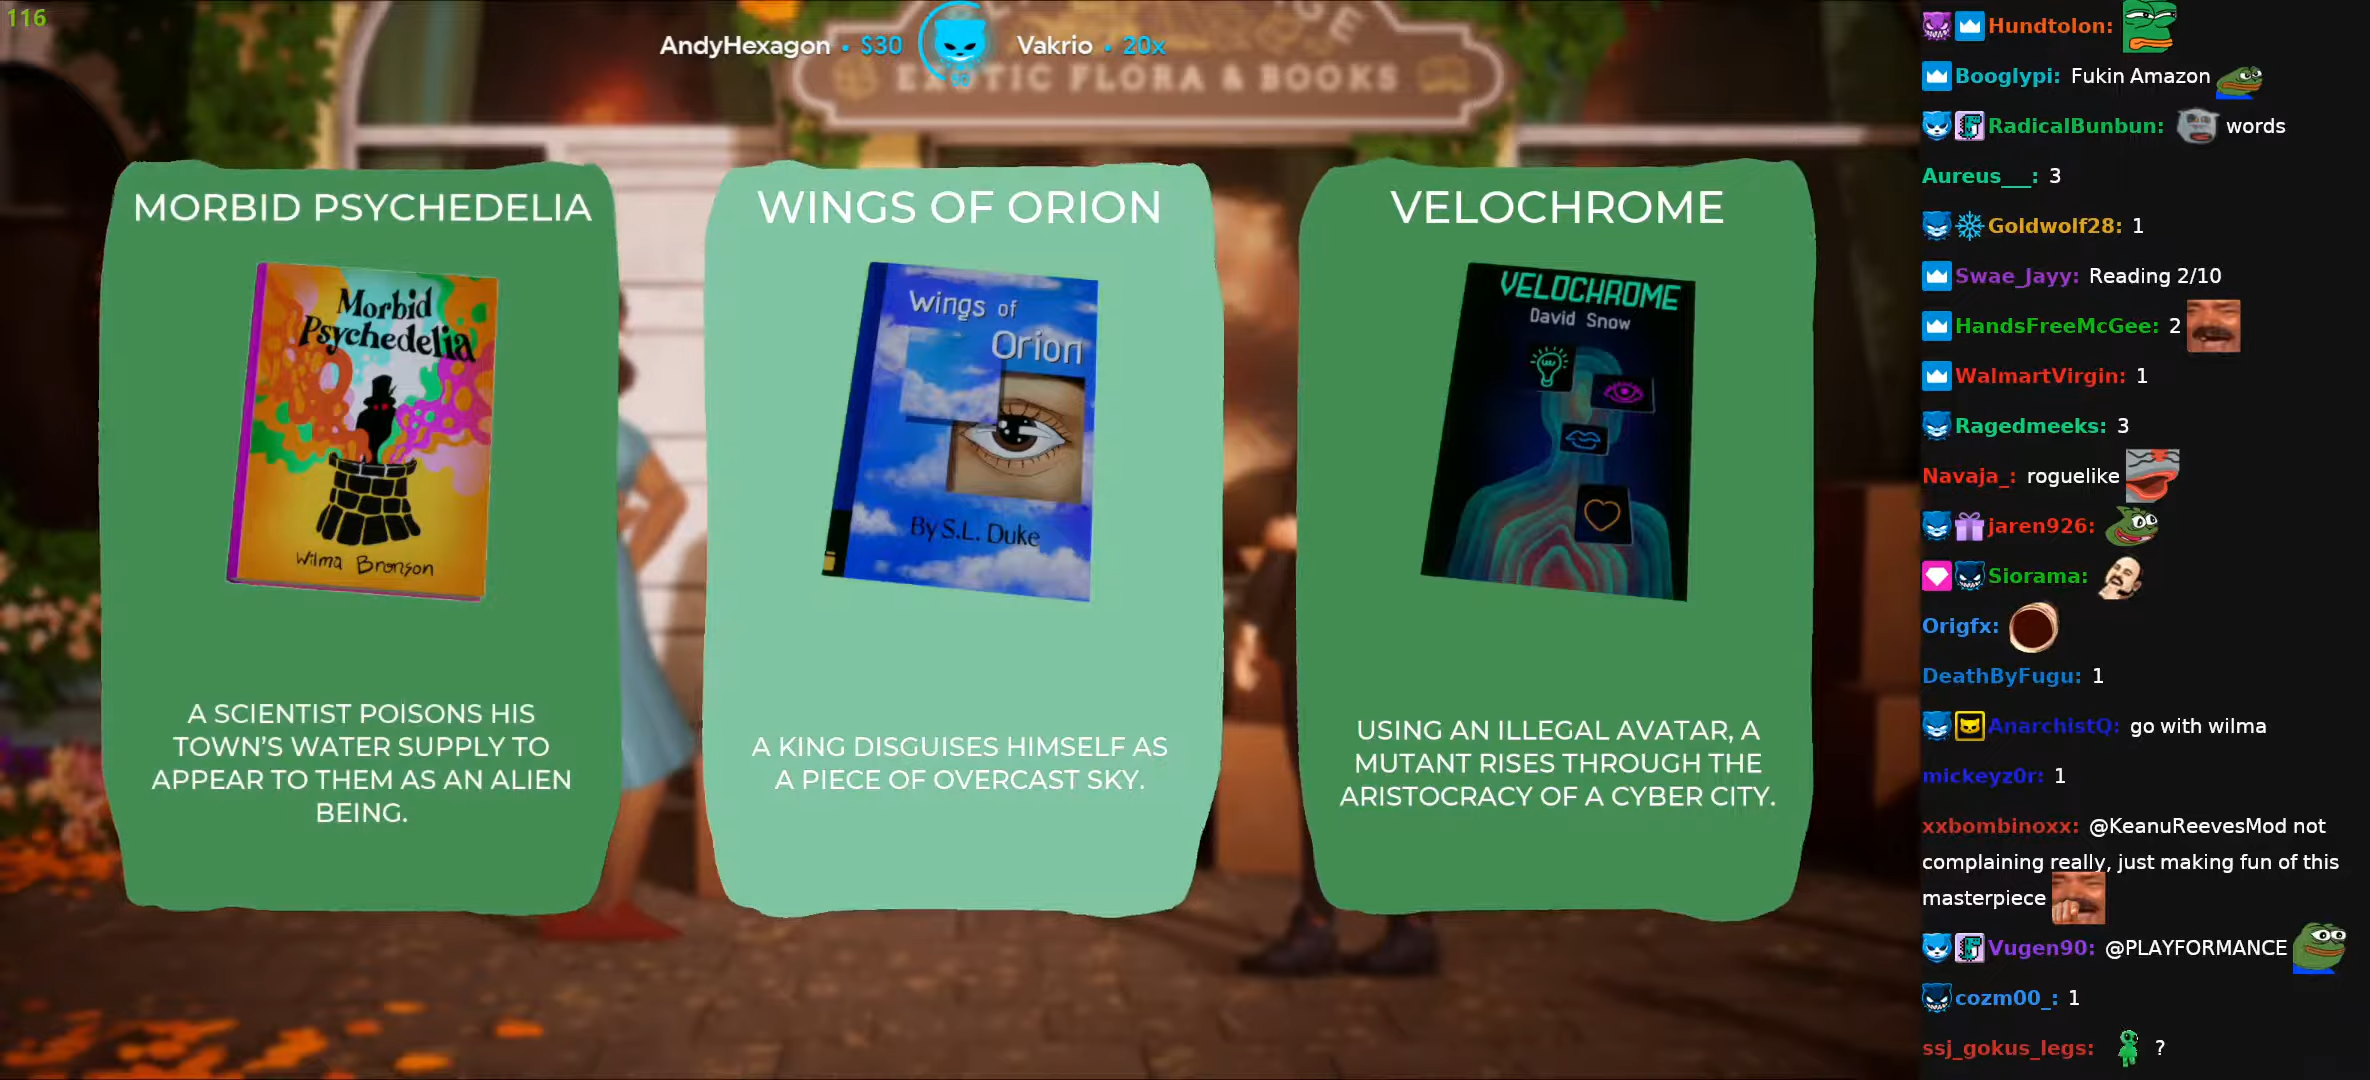 116
AndyHexagon • $30 Vakrio • 20x
EXOTIC FLORA & BOOKS
MORBID PSYCHEDELIA
Morbid
Psychedelia
Wilma Bronson
A SCIENTIST POISONS HIS
TOWN'S WATER SUPPLY TO
APPEAR TO THEM AS AN ALIEN
BEING.
WINGS OF ORION
Wings of
Orion
By S.L. Duke
A KING DISGUISES HIMSELF AS
A PIECE OF OVERCAST SKY.
VELOCHROME
VELOCHROME
David Snow
USING AN ILLEGAL AVATAR, A
MUTANT RISES THROUGH THE
ARISTOCRACY OF A CYBER CITY.
Hundtolon:
Booglypi: Fukin Amazon
RadicalBunbun: words
Aureus___: 3
Goldwolf28: 1
Swae_Jayy: Reading 2/10
HandsFreeMcGee: 2
WalmartVirgin: 1
Ragedmeeks: 3
Navaja_: roguelike
jaren926:
Siorama:
Origfx:
DeathByFugu: 1
AnarchistQ: go with wilma
mickeyz0r: 1
xxbombinoxx: @KeanuReevesMod not
complaining really, just making fun of this
masterpiece
Vugen90: @PLAYFORMANCE
cozm00_: 1
ssj_gokus_legs: ?